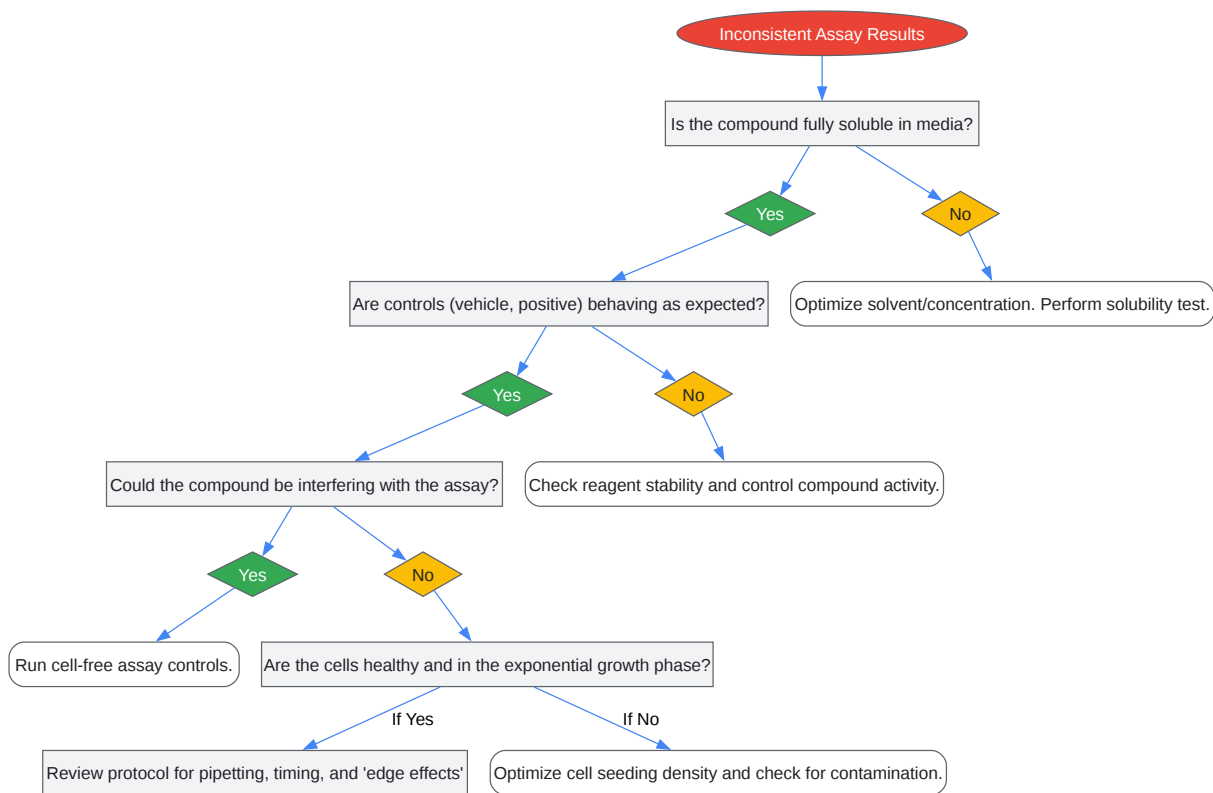 Inconsistent Assay Results
Is the compound fully soluble in media?
Yes
No
Are controls (vehicle, positive) behaving as expected?
Optimize solvent/concentration. Perform solubility test.
Yes
No
Could the compound be interfering with the assay?
Check reagent stability and control compound activity.
Yes
No
Run cell-free assay controls.
Are the cells healthy and in the exponential growth phase?
If Yes
If No
Review protocol for pipetting, timing, and 'edge effects'
Optimize cell seeding density and check for contamination.